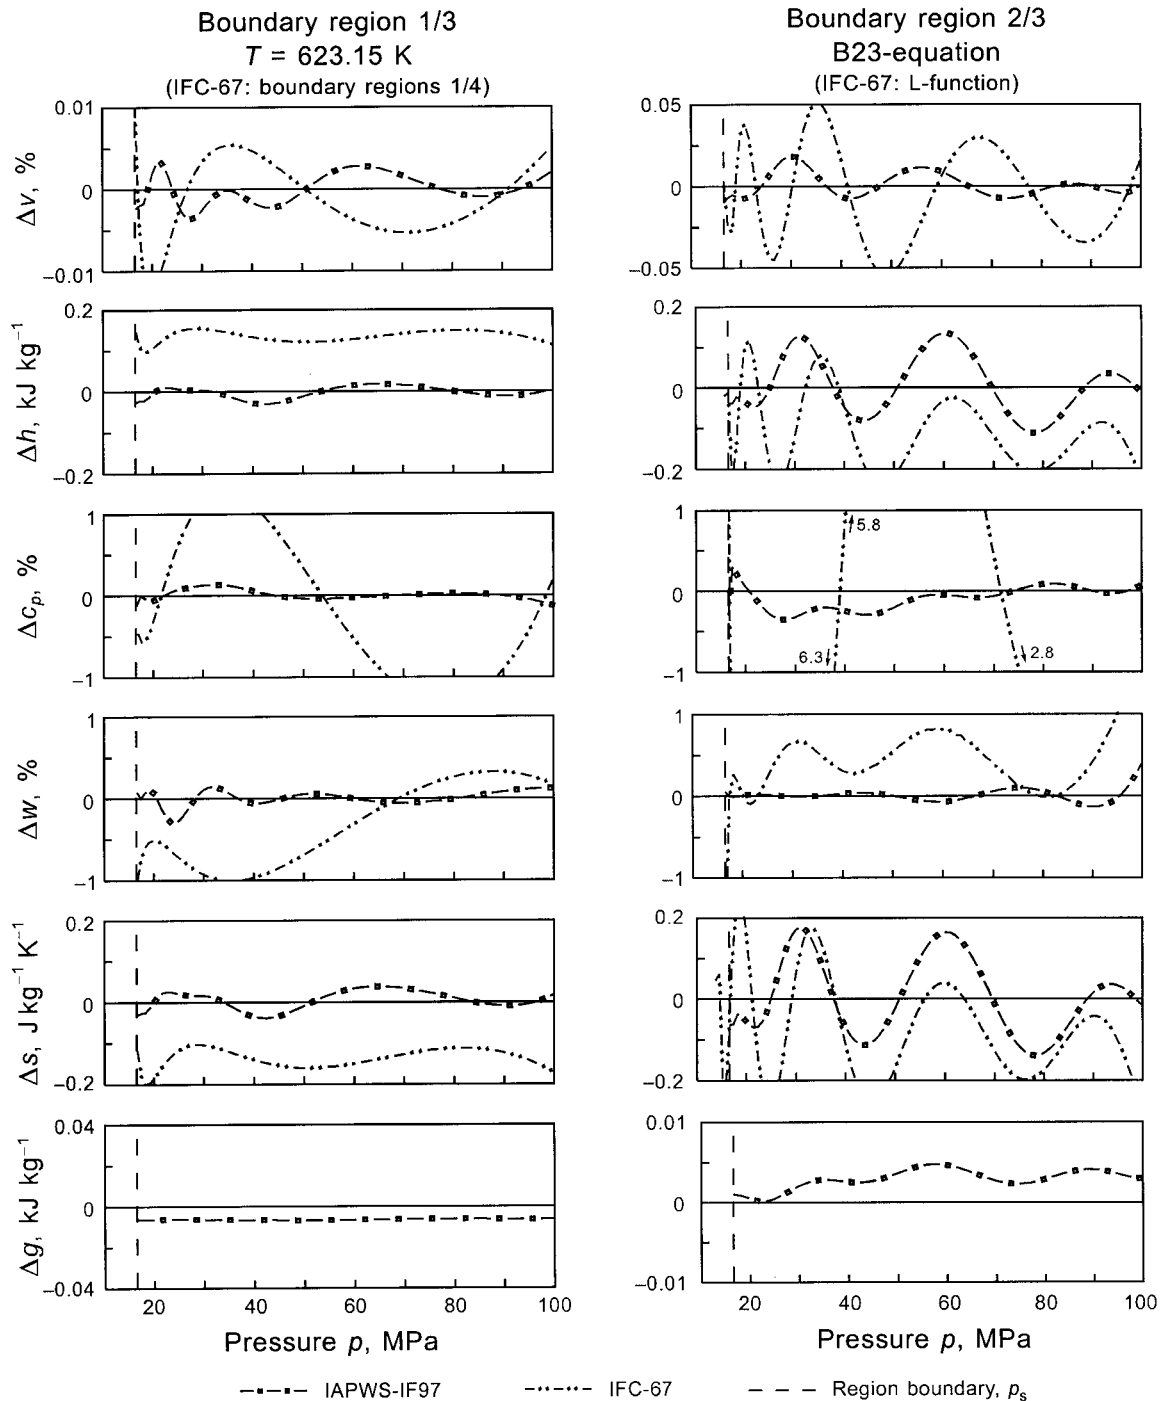 Boundary region 1/3
T = 623.15 K
(IFC-67: boundary regions 1/4)
Boundary region 2/3
B23-equation
(IFC-67: L-function)
Δv, %
0.01
0
−0.01
0.05
0
−0.05
Δh, kJ kg⁻¹
0.2
0
−0.2
0.2
0
−0.2
Δcₚ, %
1
0
−1
1
0
−1
5.8
6.3
2.8
Δw, %
1
0
−1
1
0
−1
Δs, J kg⁻¹ K⁻¹
0.2
0
−0.2
0.2
0
−0.2
Δg, kJ kg⁻¹
0.04
0
−0.04
0.01
0
−0.01
20 40 60 80 100
20 40 60 80 100
Pressure p, MPa
Pressure p, MPa
IAPWS-IF97
IFC-67
Region boundary, pₛ